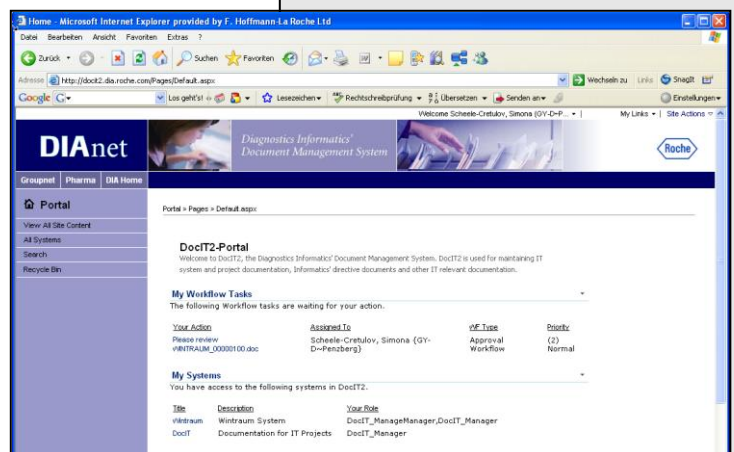 Home - Microsoft Internet Explorer provided by F. Hoffmann-La Roche Ltd
Datei Bearbeiten Ansicht Favoriten Extras ?
Zurück Suchen Favoriten
Adresse http://docit2.dia.roche.com/Pages/Default.aspx Wechseln zu Links SnagIt
Google G Los geht's! Lesezeichen Rechtschreibprüfung Übersetzen Senden an Einstellungen
Welcome Scheele-Cretulov, Simona {GY-D~P... My Links Site Actions
DIAnet
Diagnostics Informatics'
Document Management System
Roche
Groupnet Pharma DIA Home
Portal
Portal > Pages > Default.aspx
View All Site Content
All Systems
Search
Recycle Bin
DocIT2-Portal
Welcome to DocIT2, the Diagnostics Informatics' Document Management System. DocIT2 is used for mantaining IT
system and project documentation, Informatics' directive documents and other IT relevant documentation.
My Workflow Tasks
The following Workflow tasks are waiting for your action.
Your Action Assigned To WF Type Priority
Please review Scheele-Cretulov, Simona {GY- Approval (2)
WINTRAUM_00000100.doc D~Penzberg} Workflow Normal
My Systems
You have access to the following systems in DocIT2.
Title Description Your Role
Wintraum Wintraum System DocIT_ManageManager,DocIT_Manager
DocIT Documentation for IT Projects DocIT_Manager